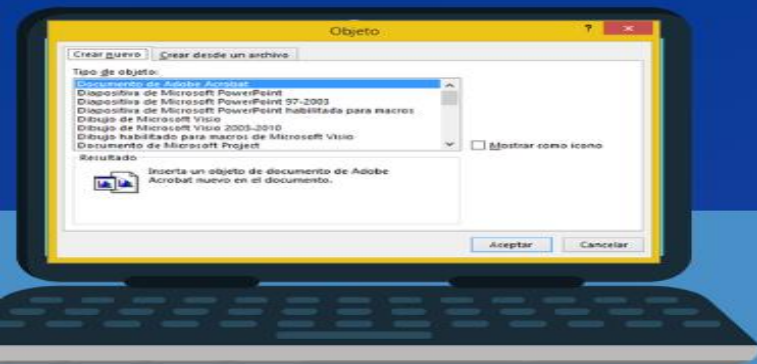 Objeto
?
Crear nuevo
Crear desde un archivo
Tipo de objeto:
Documento de Adobe Acrobat
Diapositiva de Microsoft PowerPoint
Diapositiva de Microsoft PowerPoint 97-2003
Diapositiva de Microsoft PowerPoint habilitada para macros
Dibujo de Microsoft Visio
Dibujo de Microsoft Visio 2003-2010
Dibujo habilitado para macros de Microsoft Visio
Documento de Microsoft Project
Mostrar como icono
Resultado
Inserta un objeto de documento de Adobe
Acrobat nuevo en el documento.
Aceptar
Cancelar